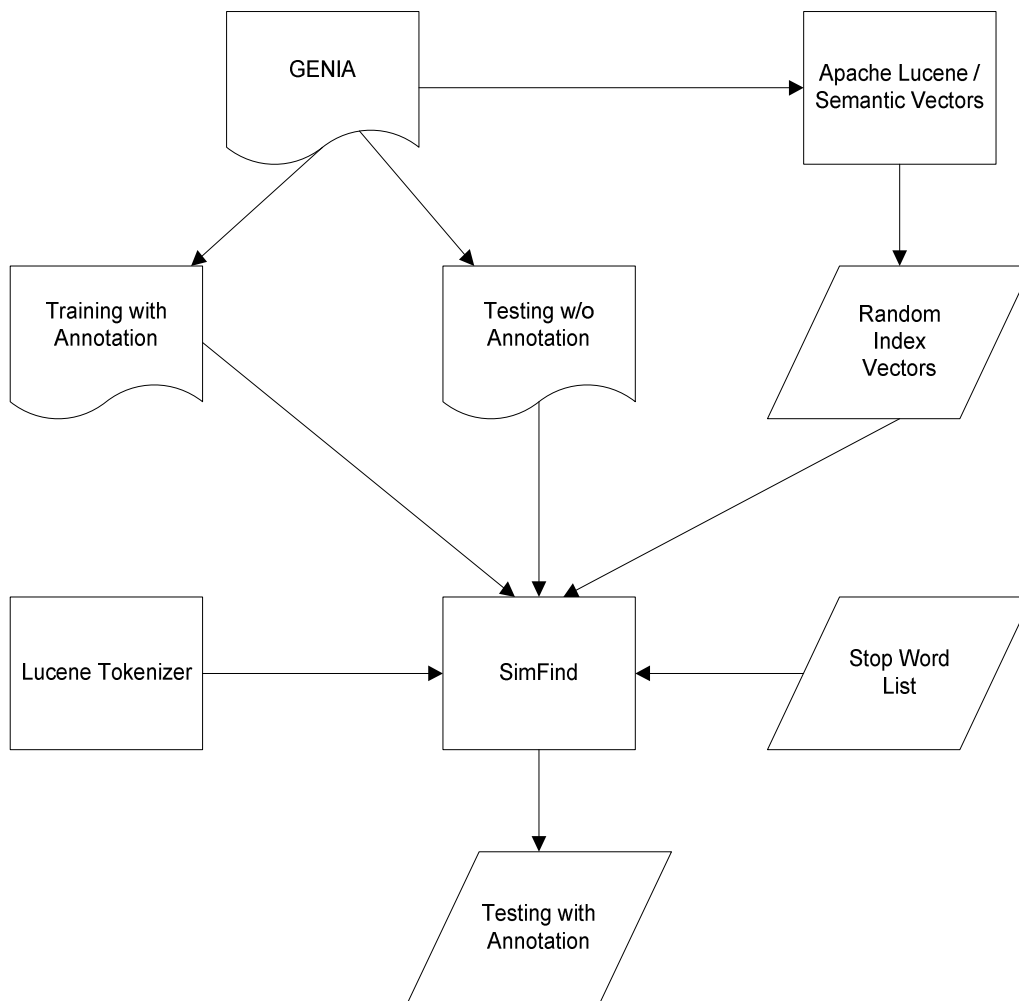 GENIA
Apache Lucene /
Semantic Vectors
Training with
Annotation
Testing w/o
Annotation
Random
Index
Vectors
Lucene Tokenizer
SimFind
Stop Word
List
Testing with
Annotation